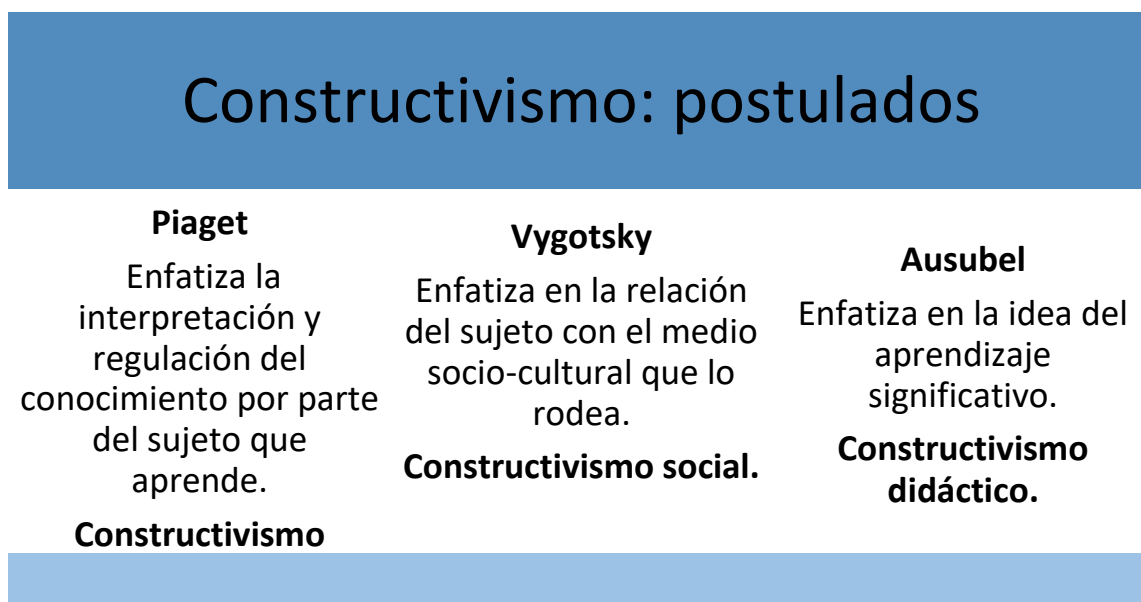 Constructivismo: postulados
Piaget
Enfatiza la
interpretación y
regulación del
conocimiento por parte
del sujeto que
aprende.
Constructivismo
Vygotsky
Enfatiza en la relación
del sujeto con el medio
socio-cultural que lo
rodea.
Constructivismo social.
Ausubel
Enfatiza en la idea del
aprendizaje
significativo.
Constructivismo
didáctico.